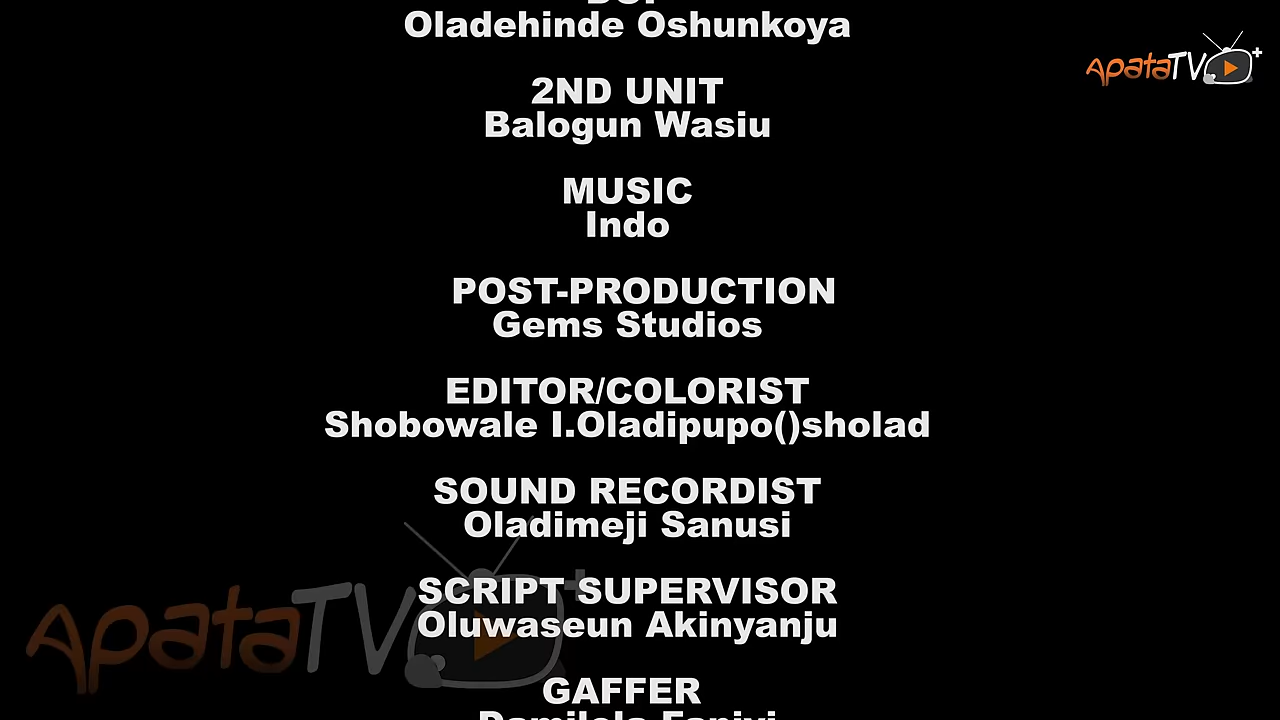 Oladehinde Oshunkoya
ApataTV+
2ND UNIT
Balogun Wasiu
MUSIC
Indo
POST-PRODUCTION
Gems Studios
EDITOR/COLORIST
Shobowale I.Oladipupo()sholad
SOUND RECORDIST
Oladimeji Sanusi
SCRIPT SUPERVISOR
Oluwaseun Akinyanju
ApataTV+
GAFFER